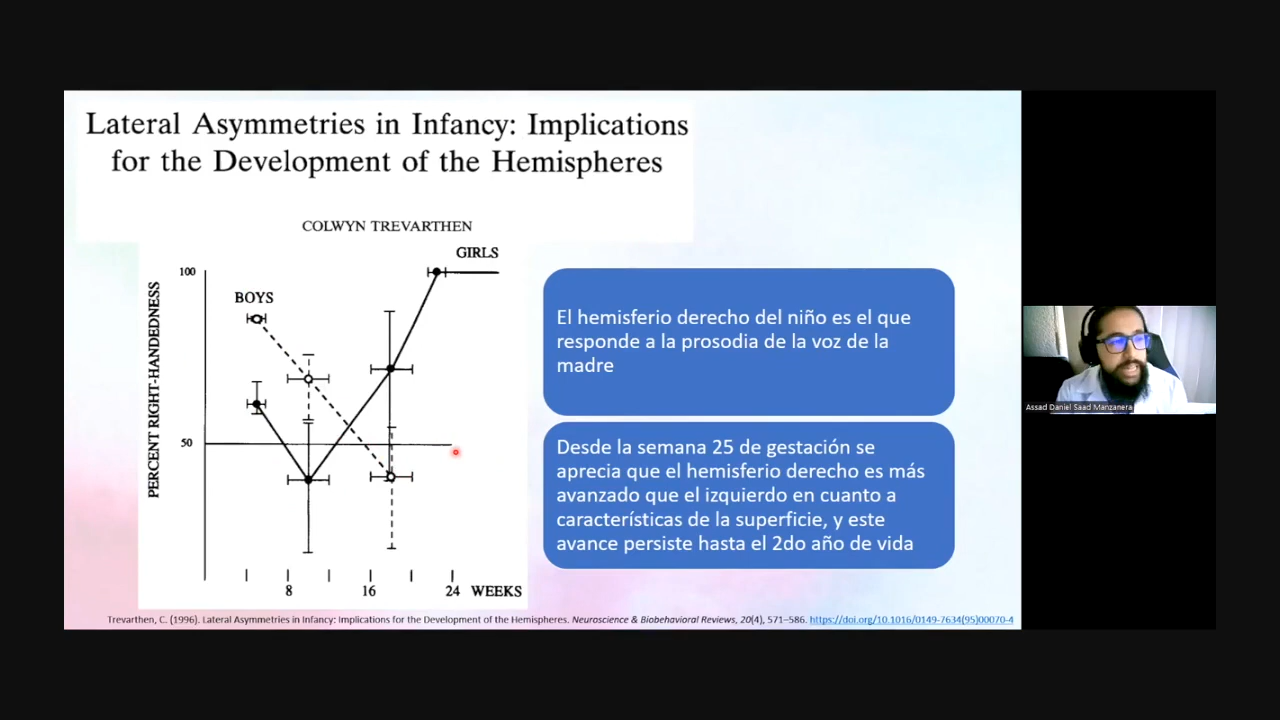 Lateral Asymmetries in Infancy: Implications
for the Development of the Hemispheres
COLWYN TREVARTHEN
GIRLS
BOYS
100
50
PERCENT RIGHT-HANDEDNESS
8
16
24
WEEKS
El hemisferio derecho del niño es el que
responde a la prosodia de la voz de la
madre
Desde la semana 25 de gestación se
aprecia que el hemisferio derecho es más
avanzado que el izquierdo en cuanto a
características de la superficie, y este
avance persiste hasta el 2do año de vida
Trevarthen, C. (1996). Lateral Asymmetries in Infancy: Implications for the Development of the Hemispheres. Neuroscience & Biobehavioral Reviews, 20(4), 571–586. https://doi.org/10.1016/0149-7634(95)00070-4
Assad Daniel Saad Manzanera